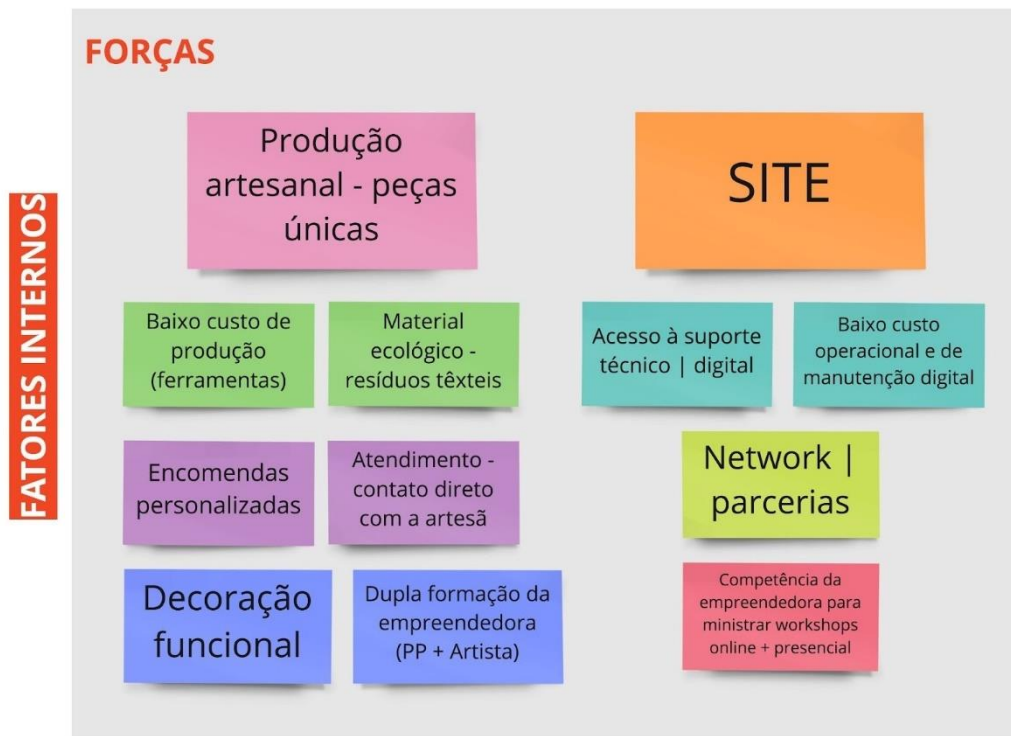 FORÇAS
FATORES INTERNOS
Produção
artesanal - peças
únicas
SITE
Baixo custo de
produção
(ferramentas)
Material
ecológico -
resíduos têxteis
Acesso à suporte
técnico | digital
Baixo custo
operacional e de
manutenção digital
Encomendas
personalizadas
Atendimento -
contato direto
com a artesã
Network |
parcerias
Decoração
funcional
Dupla formação da
empreendedora
(PP + Artista)
Competência da
empreendedora para
ministrar workshops
online + presencial